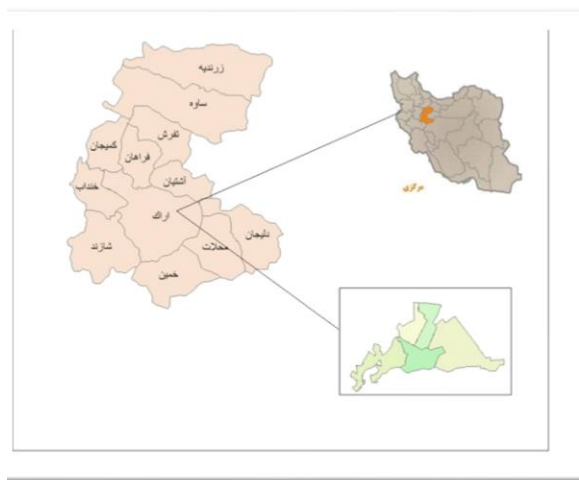 زرندیه
ساوه
تفرش
کمیجان
فراهان
آشتیان
خنداب
اراک
دلیجان
محلات
شازند
خمین
مرکزی